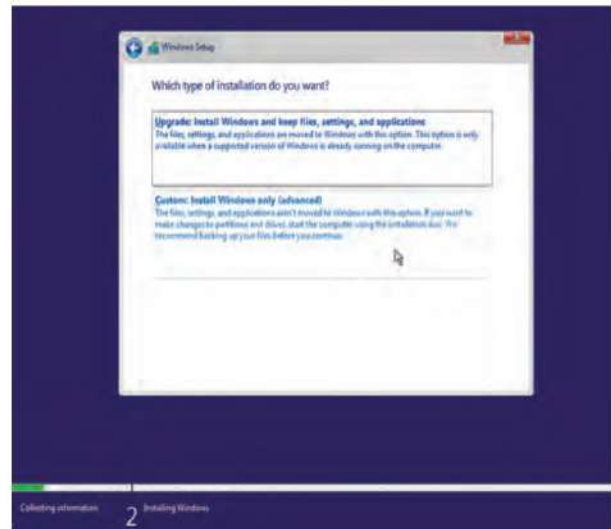 Windows Setup
Which type of installation do you want?
Upgrade: Install Windows and keep files, settings, and applications
The files, settings, and applications are moved to Windows with this option. This option is only
available when a supported version of Windows is already running on the computer.
Custom: Install Windows only (advanced)
The files, settings, and applications aren't moved to Windows with this option. If you want to
make changes to partitions and drives, start the computer using the installation disc. We
recommend backing up your files before you continue.
Collecting information
2 Installing Windows